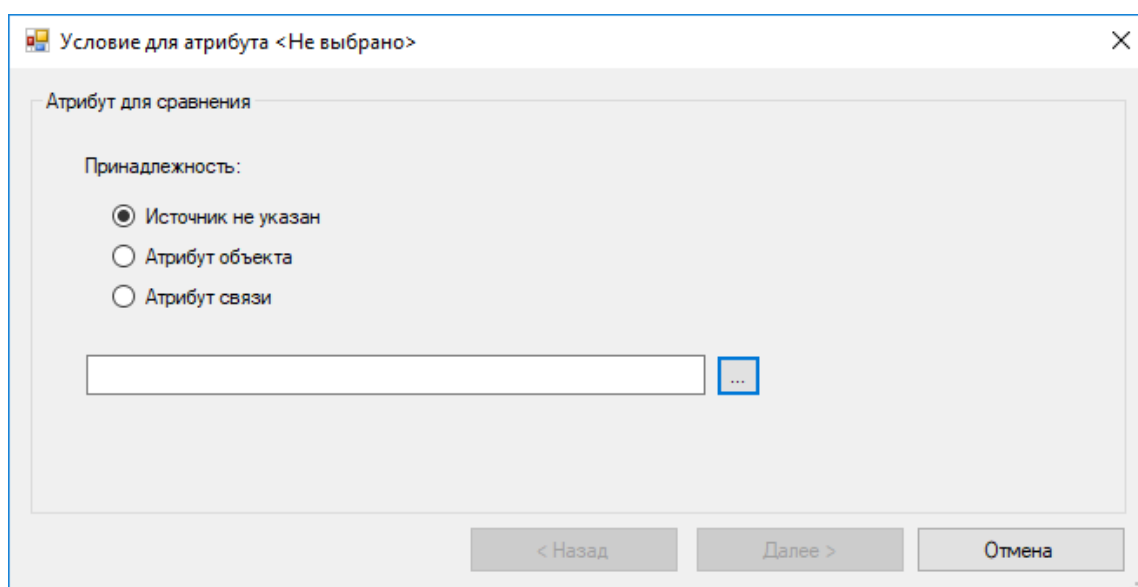 Условие для атрибута <Не выбрано>
Атрибут для сравнения
Принадлежность:
Источник не указан
Атрибут объекта
Атрибут связи
...
< Назад
Далее >
Отмена